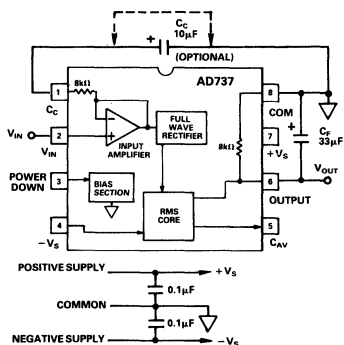 CC
10µF
+
(OPTIONAL)
AD737
1
8kΩ
CC
8
COM
VIN
2
VIN
INPUT
AMPLIFIER
FULL
WAVE
RECTIFIER
8kΩ
7
+VS
+
CF
33µF
VOUT
POWER
DOWN
3
BIAS
SECTION
RMS
CORE
6
OUTPUT
4
−VS
5
CAV
POSITIVE SUPPLY
+VS
0.1µF
COMMON
0.1µF
NEGATIVE SUPPLY
−VS